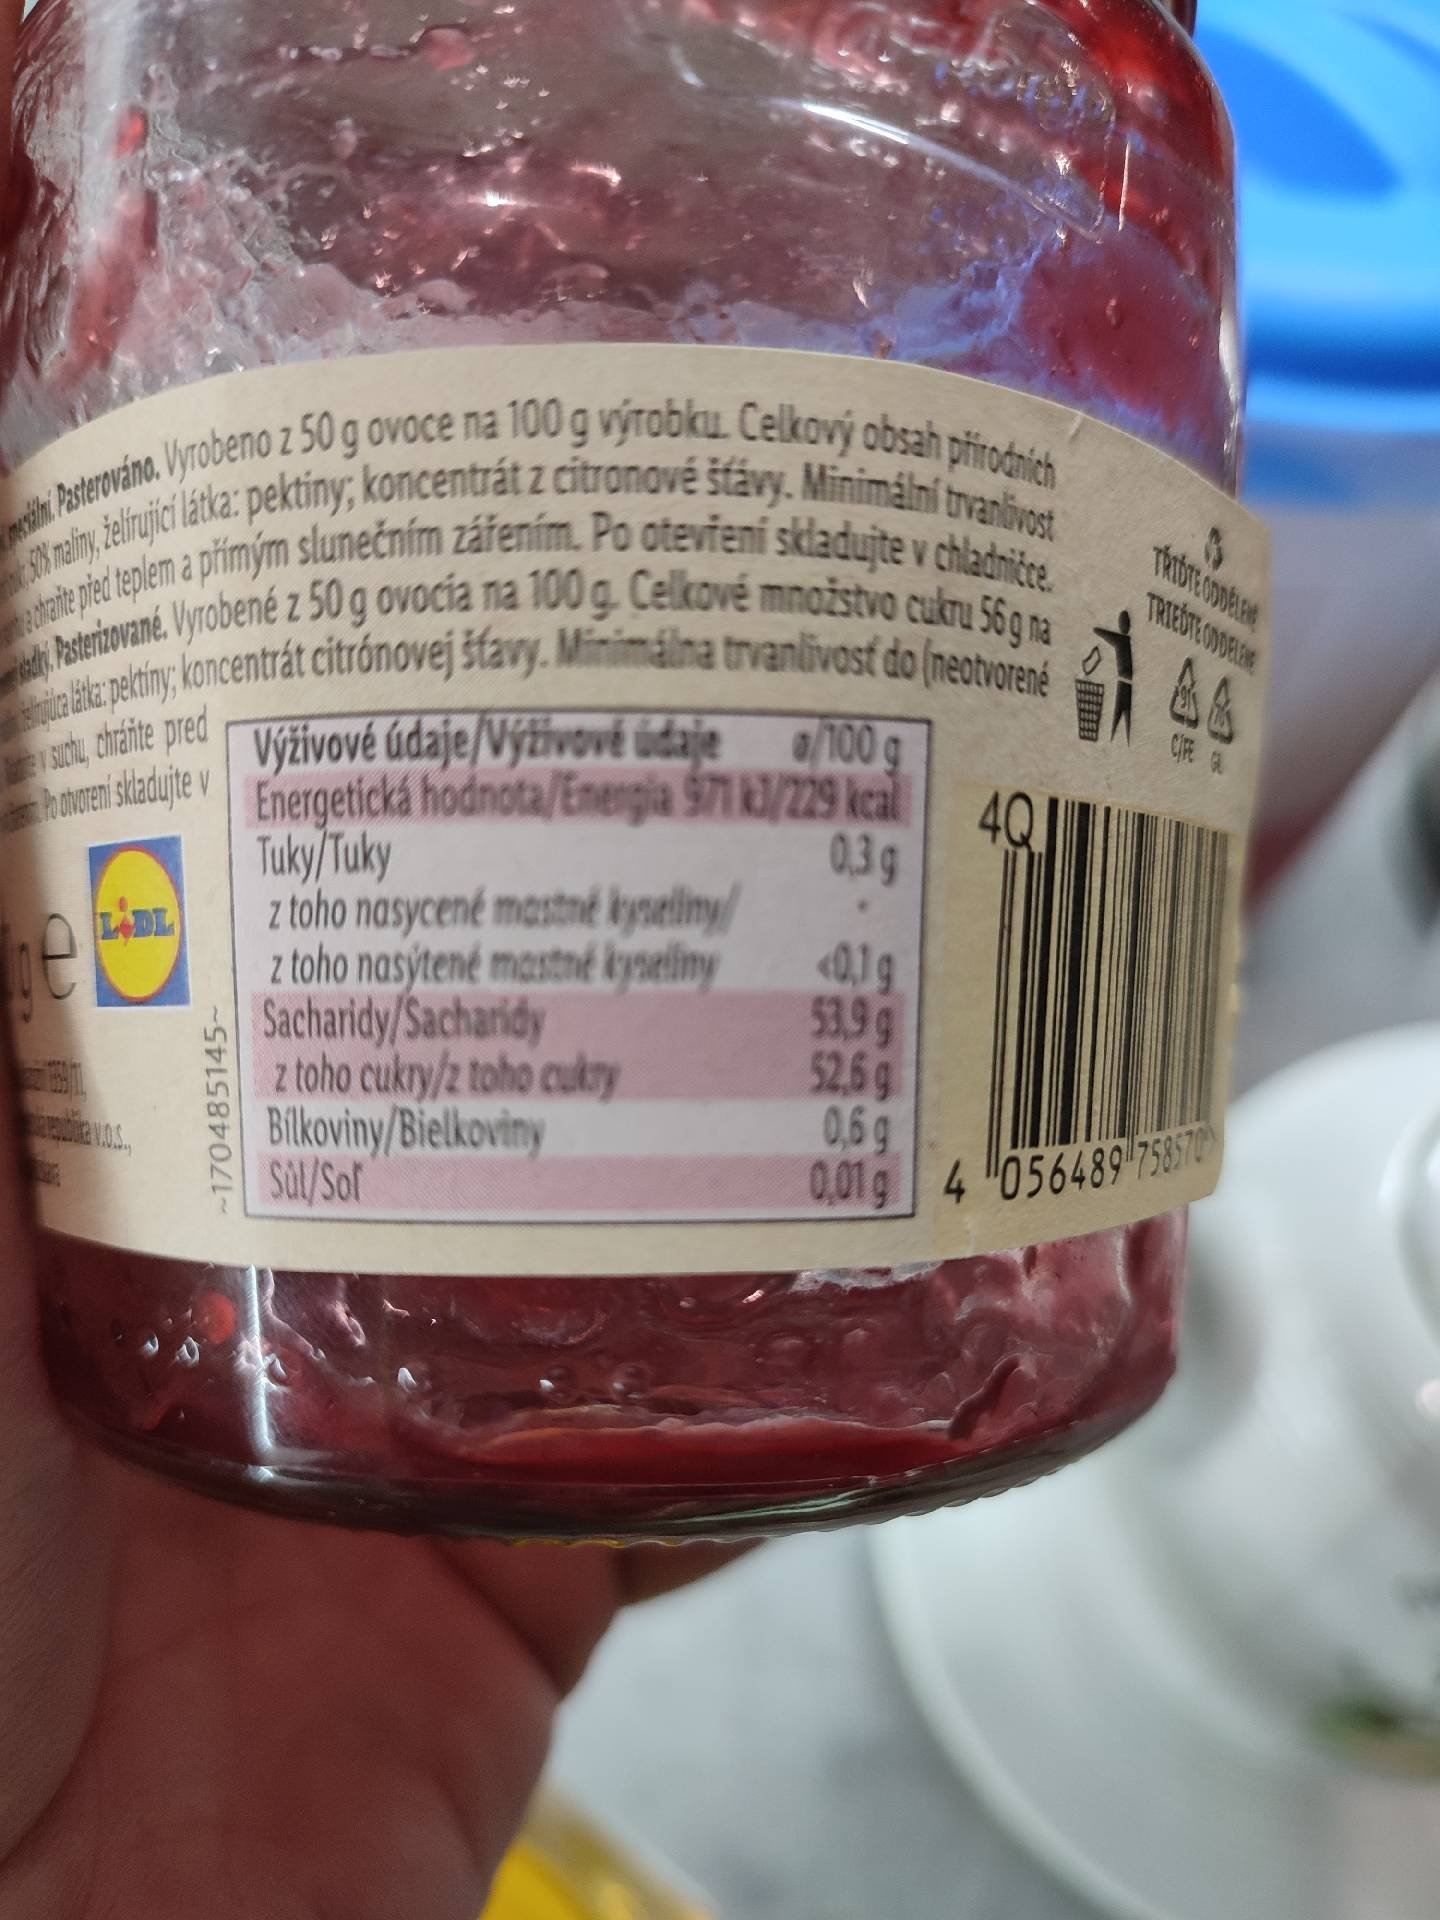 Pasterováno. Vyrobeno z 50 g ovoce na 100 g výrobku. Celkový obsah přírodních
50% maliny, želírující látka: pektiny; koncentrát z citronové šťávy. Minimální trvanlivost
a chraňte před teplem a přímým slunečním zářením. Po otevření skladujte v chladničce.
sladký. Pasterizované. Vyrobené z 50 g ovocia na 100 g. Celkové množstvo cukru 56 g na
látka: pektíny; koncentrát citrónovej šťavy. Minimálna trvanlivosť do (neotvorené
v suchu, chráňte pred
Po otvorení skladujte v
TŘIĎTE ODDĚLENĚ
TRIEĎTE ODDELENE
91
C/FE
70
GL
Výživové údaje/Výživové údaje ø/100 g
Energetická hodnota/Energia 971 kJ/229 kcal
Tuky/Tuky 0,3 g
z toho nasycené mastné kyseliny/
z toho nasýtené mastné kyseliny <0,1 g
Sacharidy/Sacharidy 53,9 g
z toho cukry/z toho cukry 52,6 g
Bílkoviny/Bielkoviny 0,6 g
Sůl/Soľ 0,01 g
g e
LIDL
republika v.o.s.,
~170485145~
4Q
4 056489 758570